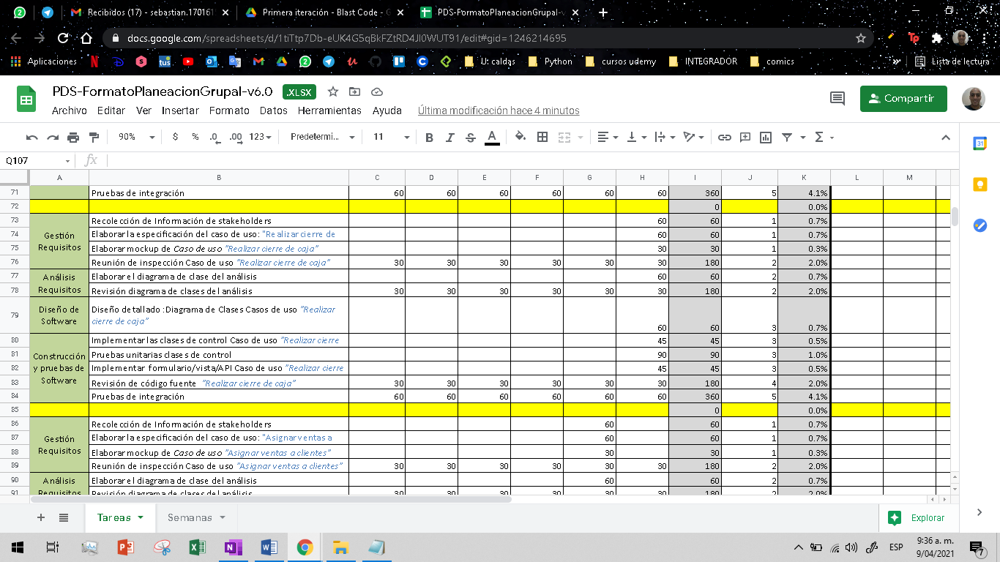 Recibidos (17) - sebastian.170161
Primera iteración - Blast Code - G
PDS-FormatoPlaneacionGrupal-v
docs.google.com/spreadsheets/d/1tiTtp7Db-eUK4G5qBkFZtRD4Jl0WUT91/edit#gid=1246214695
Aplicaciones
U: caldas
Python
cursos udemy
INTEGRADOR
comics
Lista de lectura
PDS-FormatoPlaneacionGrupal-v6.0 .XLSX
Compartir
Archivo Editar Ver Insertar Formato Datos Herramientas Ayuda Última modificación hace 4 minutos
90% $ % .0 .00 123 Predetermi... 11 B I S A
Q107 fx
A B C D E F G H I J K L M
71 Pruebas de integración 60 60 60 60 60 60 360 5 4.1%
72 0 0.0%
Gestión Requisitos
73 Recolección de Información de stakeholders 60 60 1 0.7%
74 Elaborar la especificación del caso de uso: "Realizar cierre de 60 60 1 0.7%
75 Elaborar mockup de Caso de uso "Realizar cierre de caja" 30 30 1 0.3%
76 Reunión de inspección Caso de uso "Realizar cierre de caja" 30 30 30 30 30 30 180 2 2.0%
Análisis Requisitos
77 Elaborar el diagrama de clase del análisis 60 60 2 0.7%
78 Revisión diagrama de clases del análisis 30 30 30 30 30 30 180 2 2.0%
Diseño de Software
79 Diseño detallado :Diagrama de Clases Casos de uso "Realizar
cierre de caja" 60 60 3 0.7%
Construcción y pruebas de Software
80 Implementar las clases de control Caso de uso "Realizar cierre 45 45 3 0.5%
81 Pruebas unitarias clases de control 90 90 3 1.0%
82 Implementar formulario/vista/API Caso de uso "Realizar cierre 45 45 3 0.5%
83 Revisión de código fuente "Realizar cierre de caja" 30 30 30 30 30 30 180 4 2.0%
84 Pruebas de integración 60 60 60 60 60 60 360 5 4.1%
85 0 0.0%
Gestión Requisitos
86 Recolección de Información de stakeholders 60 60 1 0.7%
87 Elaborar la especificación del caso de uso: "Asignar ventas a 60 60 1 0.7%
88 Elaborar mockup de Caso de uso "Asignar ventas a clientes" 30 30 1 0.3%
89 Reunión de inspección Caso de uso "Asignar ventas a clientes" 30 30 30 30 30 30 180 2 2.0%
Análisis Requisitos
90 Elaborar el diagrama de clase del análisis 60 60 2 0.7%
91 Revisión diagrama de clases del análisis 30 30 30 30 30 30 180 2 2.0%
Tareas Semanas
Explorar
ESP
9:36 a. m.
9/04/2021
7